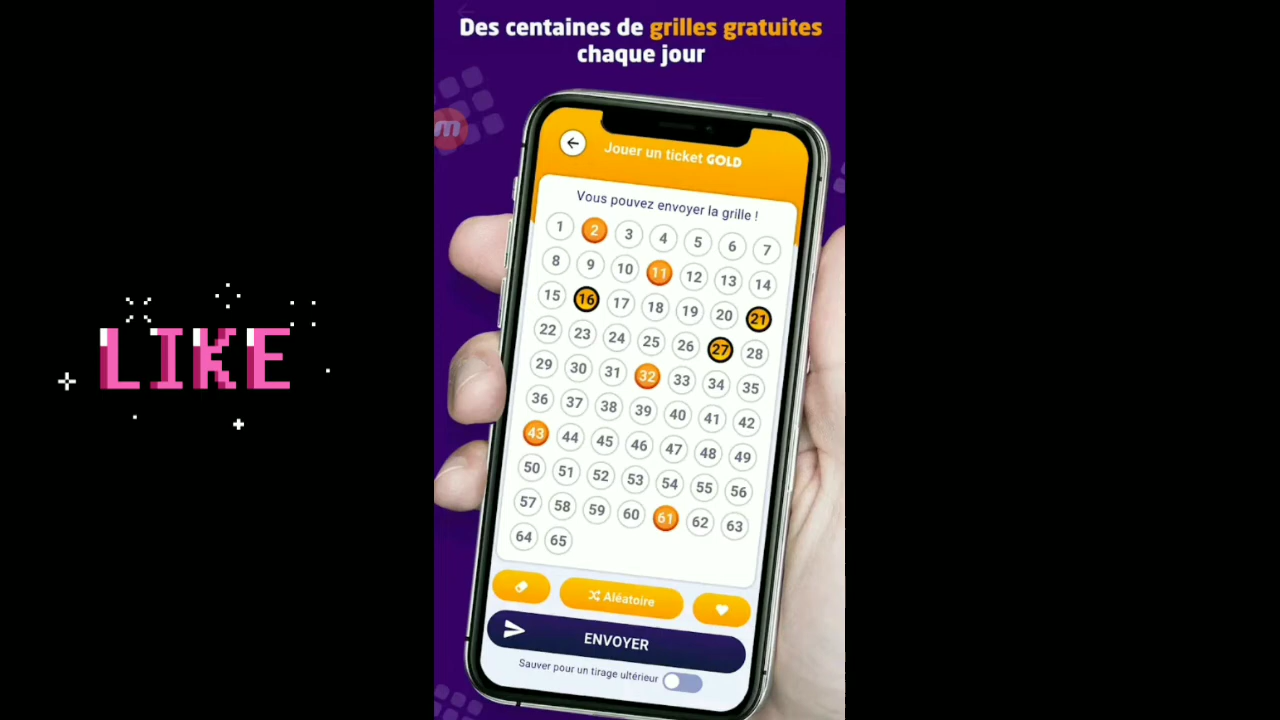 Des centaines de grilles gratuites
chaque jour
m
Jouer un ticket GOLD
Vous pouvez envoyer la grille !
1 2 3 4 5 6 7
8 9 10 11 12 13 14
15 16 17 18 19 20 21
22 23 24 25 26 27 28
29 30 31 32 33 34 35
36 37 38 39 40 41 42
43 44 45 46 47 48 49
50 51 52 53 54 55 56
57 58 59 60 61 62 63
64 65
Aléatoire
ENVOYER
Sauver pour un tirage ultérieur
LIKE